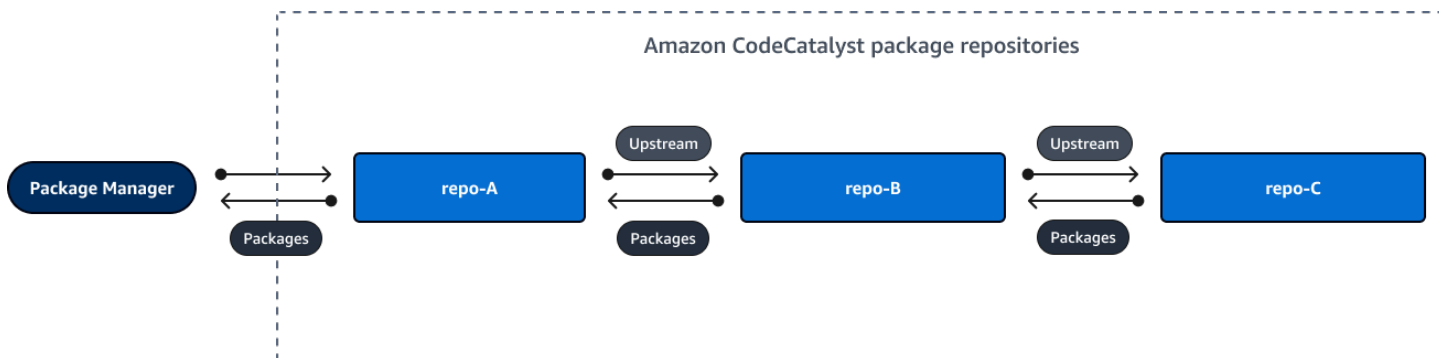 Amazon CodeCatalyst package repositories
Upstream
Upstream
Package Manager
repo-A
repo-B
repo-C
Packages
Packages
Packages